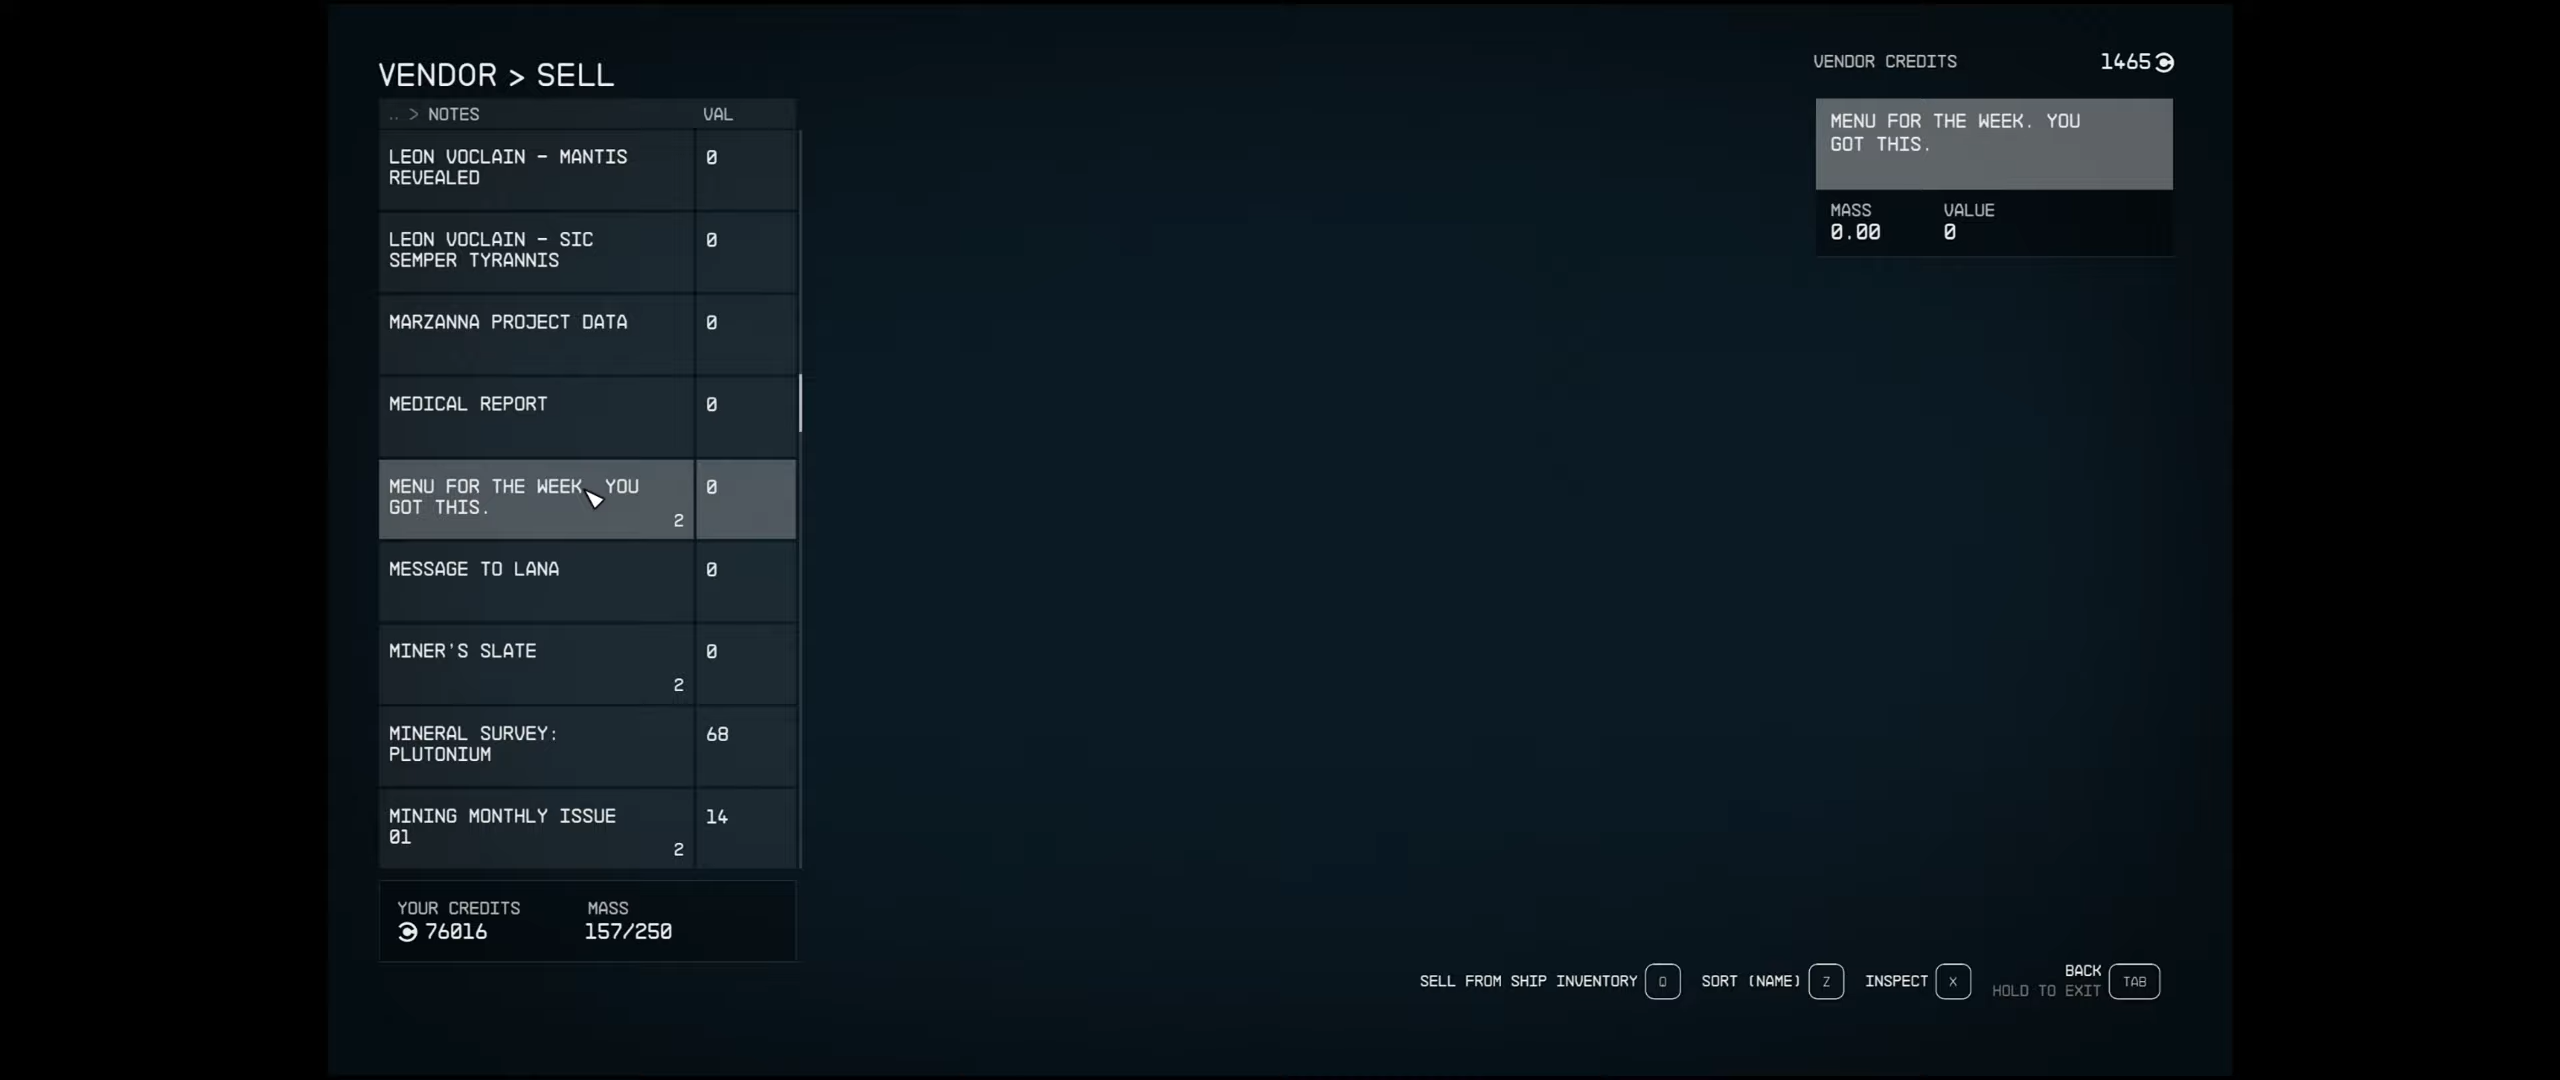 VENDOR > SELL
.. > NOTES VAL
LEON VOCLAIN - MANTIS
REVEALED
0
LEON VOCLAIN - SIC
SEMPER TYRANNIS
0
MARZANNA PROJECT DATA
0
MEDICAL REPORT
0
MENU FOR THE WEEK. YOU
GOT THIS.
2
0
MESSAGE TO LANA
0
MINER'S SLATE
2
0
MINERAL SURVEY:
PLUTONIUM
68
MINING MONTHLY ISSUE
01
2
14
YOUR CREDITS MASS
76016 157/250
VENDOR CREDITS 1465
MENU FOR THE WEEK. YOU
GOT THIS.
MASS VALUE
0.00 0
SELL FROM SHIP INVENTORY Q SORT (NAME) Z INSPECT X BACK TAB
HOLD TO EXIT